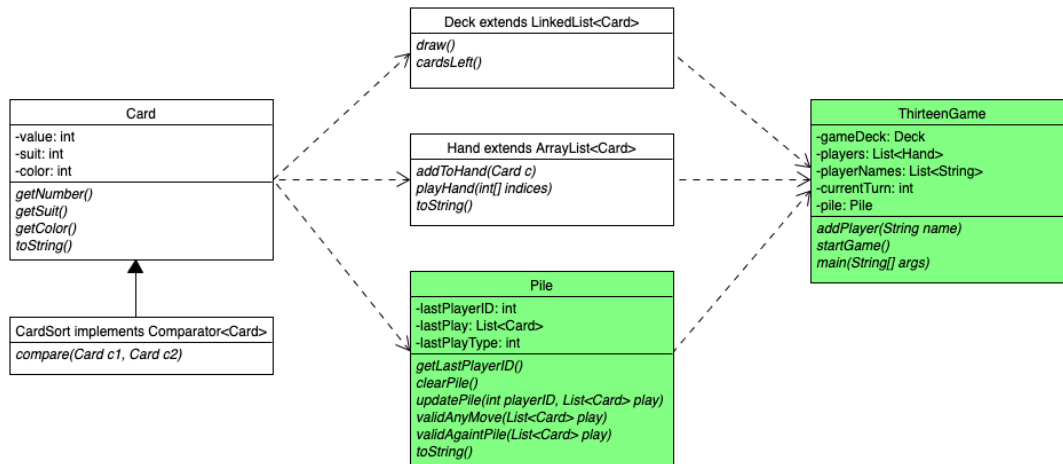 Deck extends LinkedList<Card>
draw()
cardsLeft()
Card
-value: int
-suit: int
-color: int
getNumber()
getSuit()
getColor()
toString()
Hand extends ArrayList<Card>
addToHand(Card c)
playHand(int[] indices)
toString()
ThirteenGame
-gameDeck: Deck
-players: List<Hand>
-playerNames: List<String>
-currentTurn: int
-pile: Pile
addPlayer(String name)
startGame()
main(String[] args)
CardSort implements Comparator<Card>
compare(Card c1, Card c2)
Pile
-lastPlayerID: int
-lastPlay: List<Card>
-lastPlayType: int
getLastPlayerID()
clearPile()
updatePile(int playerID, List<Card> play)
validAnyMove(List<Card> play)
validAgaintPile(List<Card> play)
toString()